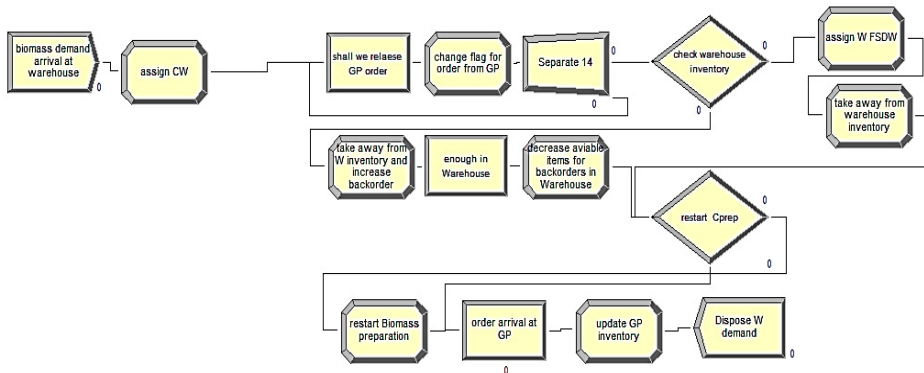 biomass demand
arrival at
warehouse
0
assign CW
shall we relaese
GP order
change flag for
order from GP
Separate 14
0
0
check warehouse
inventory
0
0
assign W FSDW
take away from
warehouse
inventory
take away from
W inventory and
increase
backorder
enough in
Warehouse
decrease aviable
items for
backorders in
Warehouse
restart Cprep
0
0
restart Biomass
preparation
order arrival at
GP
0
update GP
inventory
Dispose W
demand
0